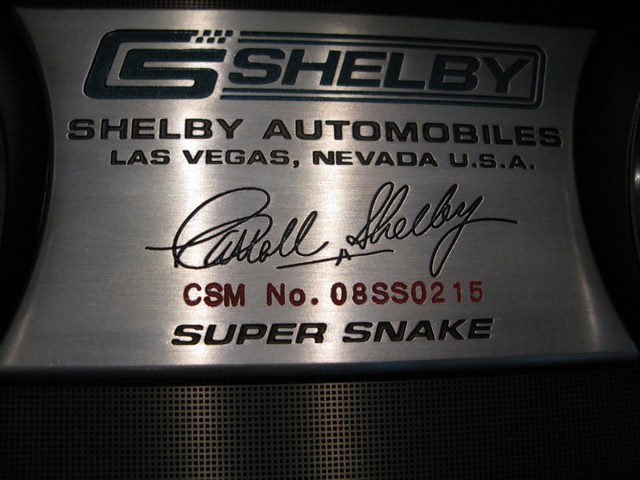 CS SHELBY
SHELBY AUTOMOBILES
LAS VEGAS, NEVADA U.S.A.
Carroll Shelby
CSM No. 08SS0215
SUPER SNAKE